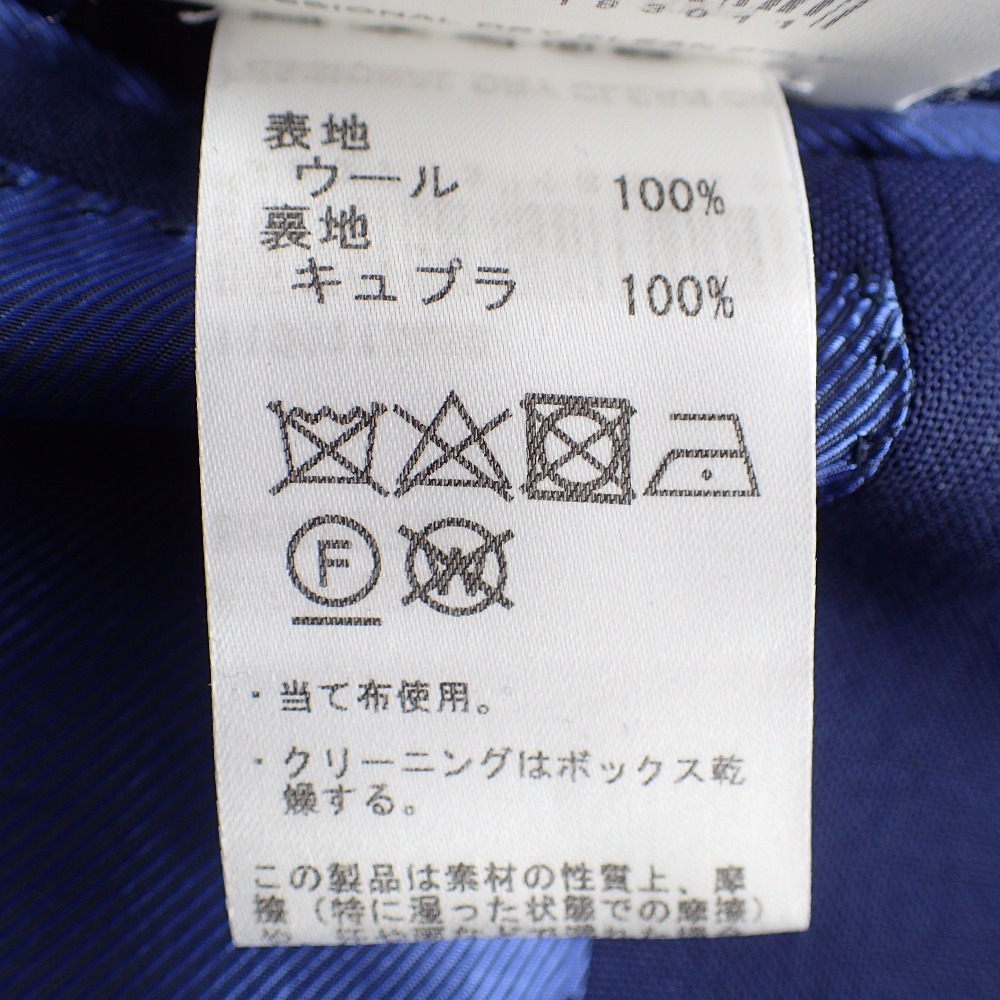 表地
ウール 100%
裏地
キュプラ 100%
F
W
・当て布使用。
・クリーニングはボックス乾
燥する。
この製品は素材の性質上、摩
擦（特に湿った状態での摩擦）